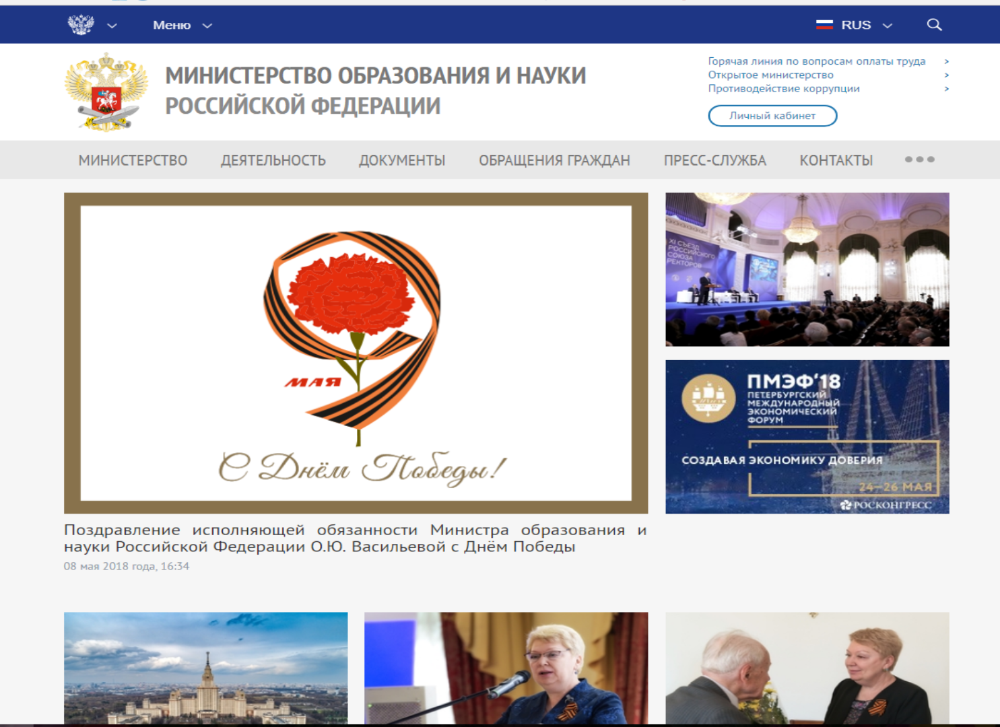 Меню
RUS
МИНИСТЕРСТВО ОБРАЗОВАНИЯ И НАУКИ
РОССИЙСКОЙ ФЕДЕРАЦИИ
Горячая линия по вопросам оплаты труда >
Открытое министерство >
Противодействие коррупции >
Личный кабинет
МИНИСТЕРСТВО ДЕЯТЕЛЬНОСТЬ ДОКУМЕНТЫ ОБРАЩЕНИЯ ГРАЖДАН ПРЕСС-СЛУЖБА КОНТАКТЫ
МАЯ
С Днём Победы!
XI СЪЕЗД
РОССИЙСКОГО
СОЮЗА
РЕКТОРОВ
ПМЭФ‘18
ПЕТЕРБУРГСКИЙ
МЕЖДУНАРОДНЫЙ
ЭКОНОМИЧЕСКИЙ
ФОРУМ
СОЗДАВАЯ ЭКОНОМИКУ ДОВЕРИЯ
24—26 МАЯ
РОСКОНГРЕСС
Поздравление исполняющей обязанности Министра образования и
науки Российской Федерации О.Ю. Васильевой с Днём Победы
08 мая 2018 года, 16:34